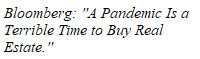 Bloomberg: "A Pandemic Is a
Terrible Time to Buy Real
Estate."